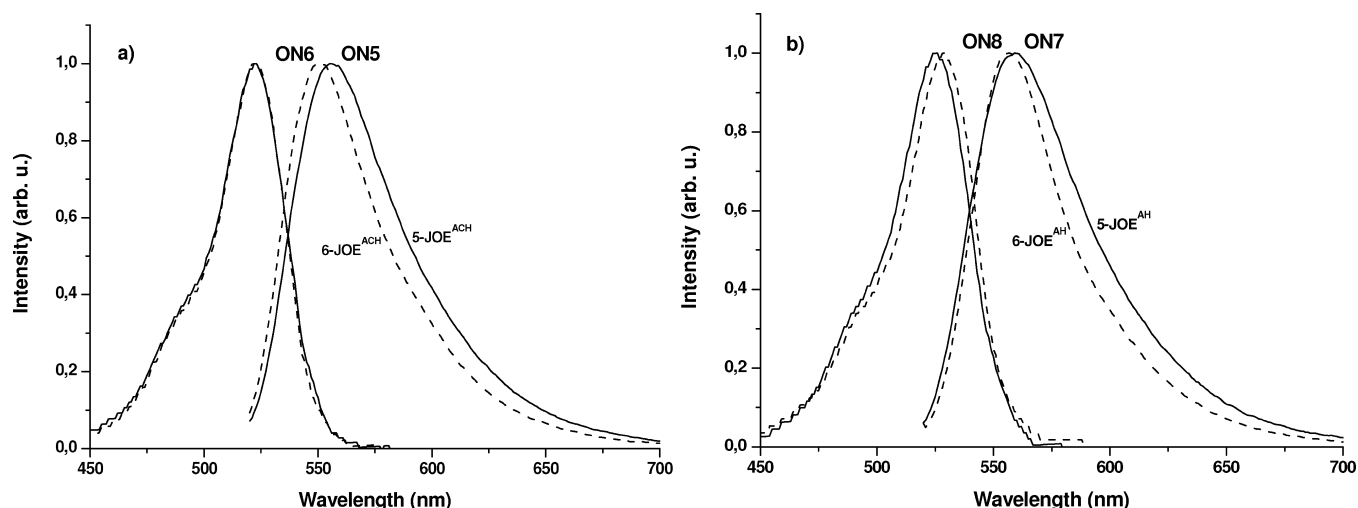 a)
ON6 ON5
1,0
0,8
0,6
0,4
0,2
0,0
Intensity (arb. u.)
6-JOE^ACH
5-JOE^ACH
450 500 550 600 650 700
Wavelength (nm)
b)
ON8 ON7
1,0
0,8
0,6
0,4
0,2
0,0
Intensity (arb. u.)
6-JOE^AH
5-JOE^AH
450 500 550 600 650 700
Wavelength (nm)